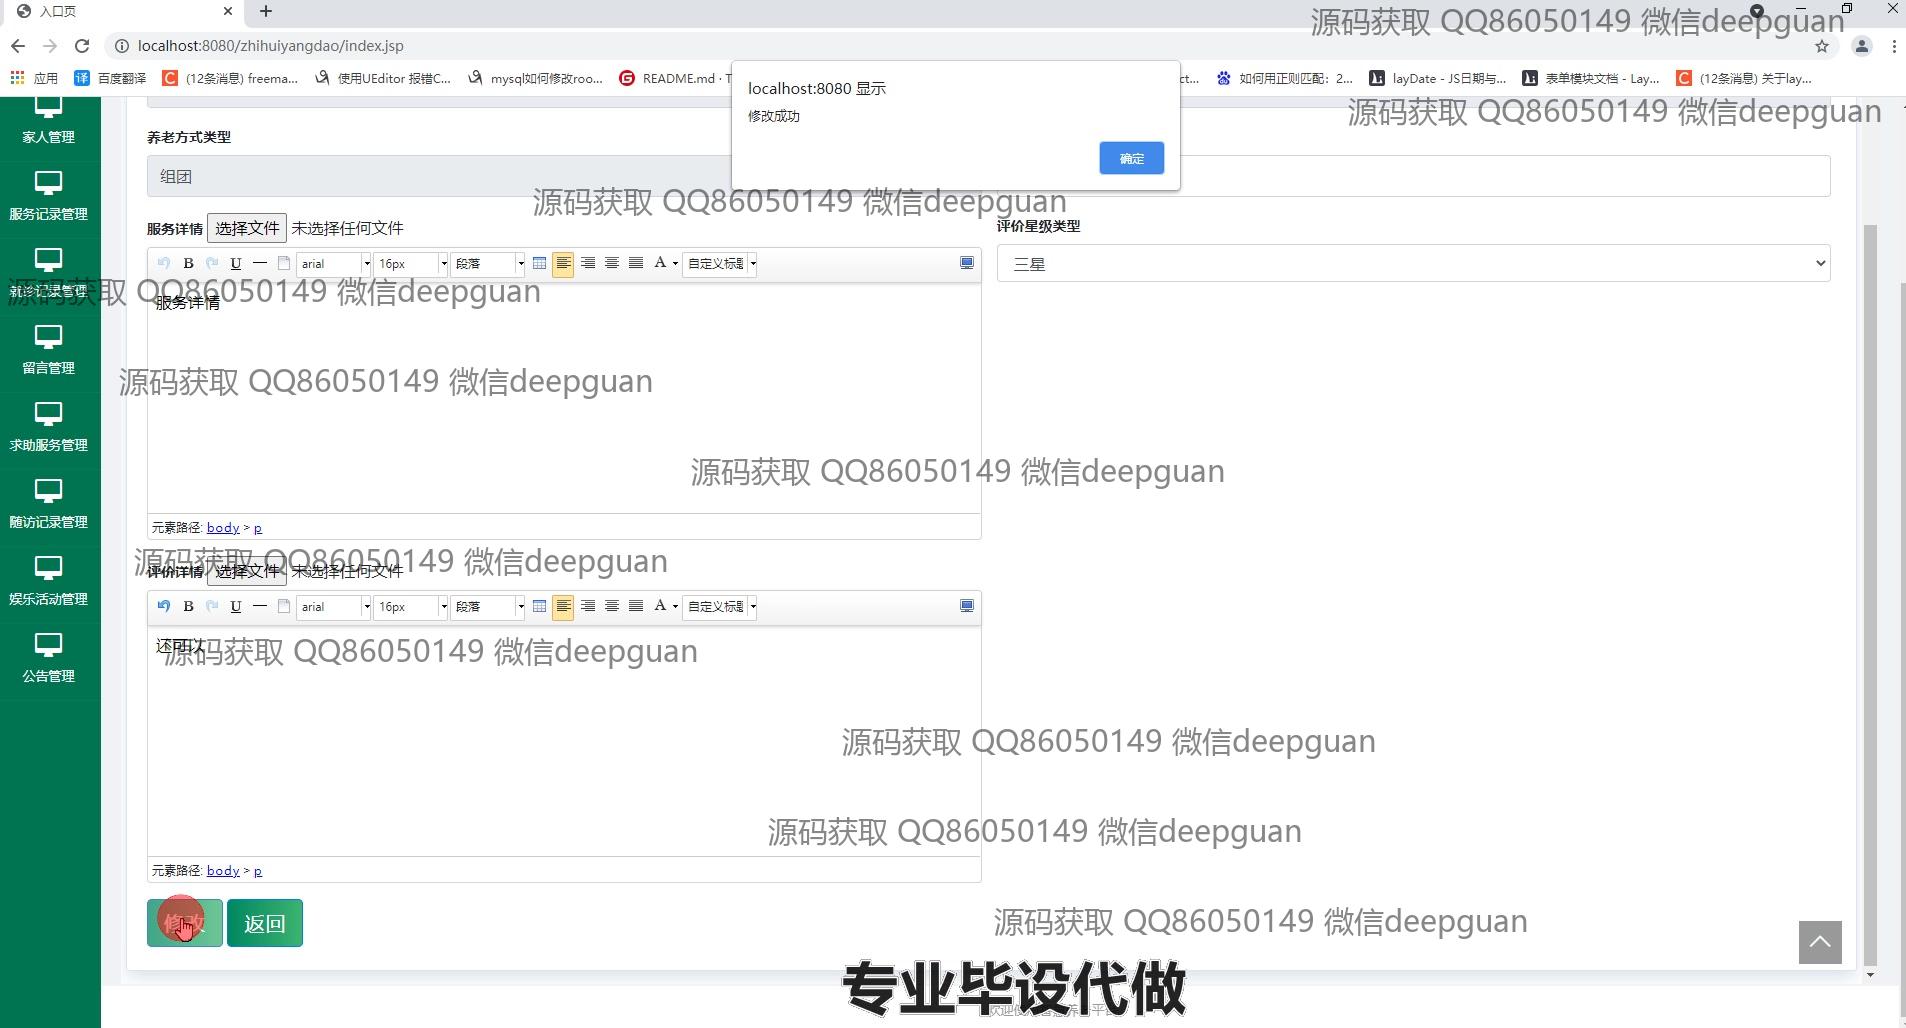 入口页
源码获取 QQ86050149 微信deepguan
localhost:8080/zhihuiyangdao/index.jsp
应用
百度翻译
(12条消息) freema...
使用UEditor 报错C...
mysql如何修改roo...
README.md · T
ct...
如何用正则匹配：2...
layDate - JS日期与...
表单模块文档 - Lay...
(12条消息) 关于lay...
localhost:8080 显示
修改成功
确定
源码获取 QQ86050149 微信deepguan
家人管理
服务记录管理
就诊记录管理
留言管理
求助服务管理
随访记录管理
娱乐活动管理
公告管理
养老方式类型
组团
源码获取 QQ86050149 微信deepguan
服务详情 选择文件 未选择任何文件
评价星级类型
三星
B U arial 16px 段落 A 自定义标题
源码获取 QQ86050149 微信deepguan
服务详情
源码获取 QQ86050149 微信deepguan
源码获取 QQ86050149 微信deepguan
元素路径: body > p
源码获取 QQ86050149 微信deepguan
评价详情 选择文件 未选择任何文件
B U arial 16px 段落 A 自定义标题
还可以
源码获取 QQ86050149 微信deepguan
源码获取 QQ86050149 微信deepguan
源码获取 QQ86050149 微信deepguan
元素路径: body > p
修改
返回
源码获取 QQ86050149 微信deepguan
专业毕设代做